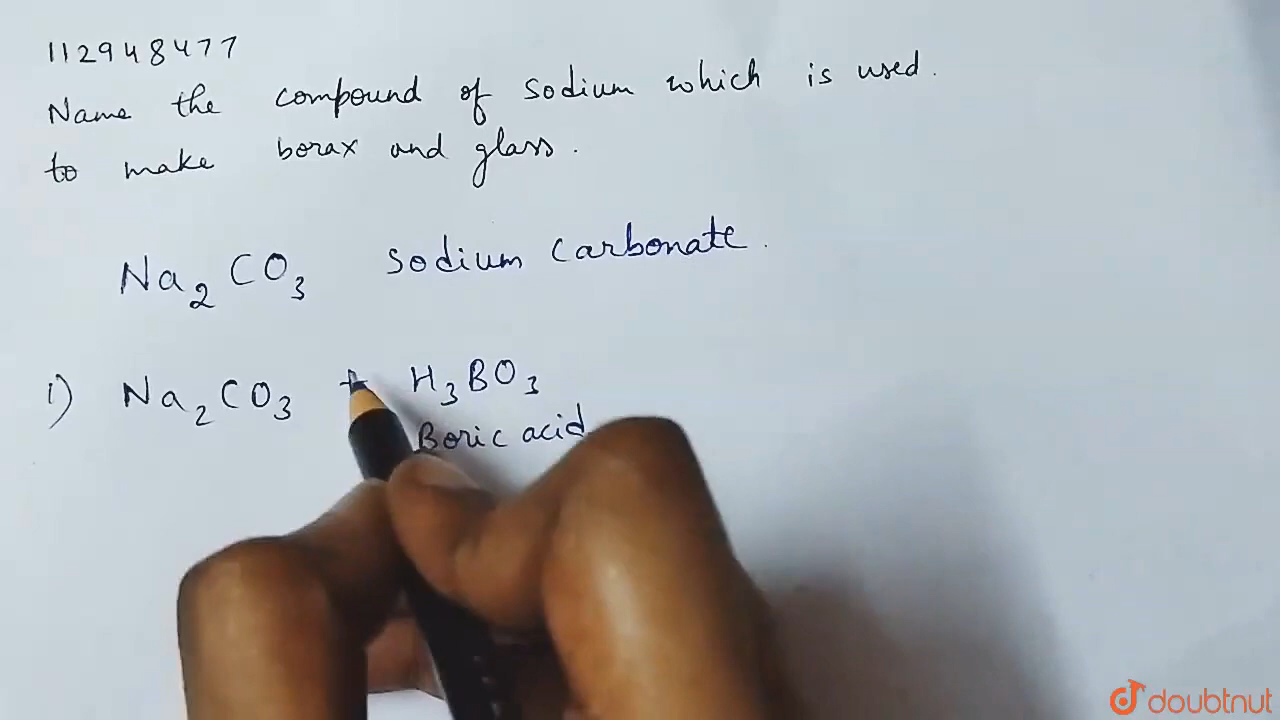 112948477
Name the compound of sodium which is used.
to make borax and glass.
Na₂CO₃ Sodium Carbonate.
1) Na₂CO₃ + H₃BO₃
Boric acid
doubtnut